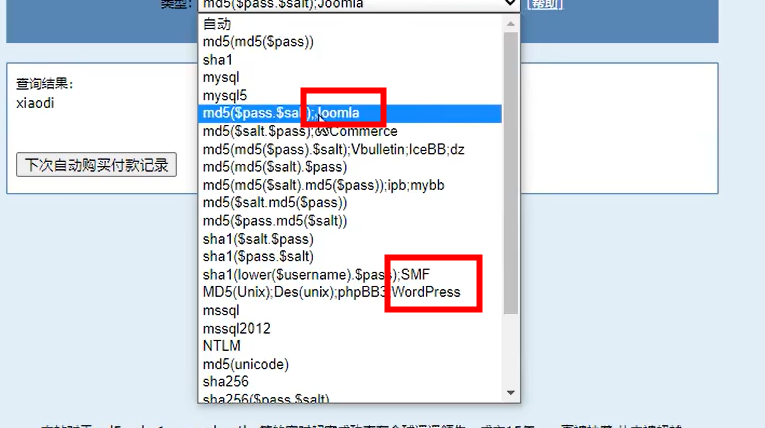 类型: md5($pass.$salt);Joomla [帮助]
自动
md5(md5($pass))
sha1
mysql
mysql5
md5($pass.$salt);Joomla
md5($salt.$pass);osCommerce
md5(md5($pass).$salt);Vbulletin;IceBB;dz
md5(md5($salt).$pass)
md5(md5($salt).md5($pass));ipb;mybb
md5($salt.md5($pass))
md5($pass.md5($salt))
sha1($salt.$pass)
sha1($pass.$salt)
sha1(lower($username).$pass);SMF
MD5(Unix);Des(unix);phpBB3;WordPress
mssql
mssql2012
NTLM
md5(unicode)
sha256
sha256($pass.$salt)
查询结果:
xiaodi
下次自动购买付款记录